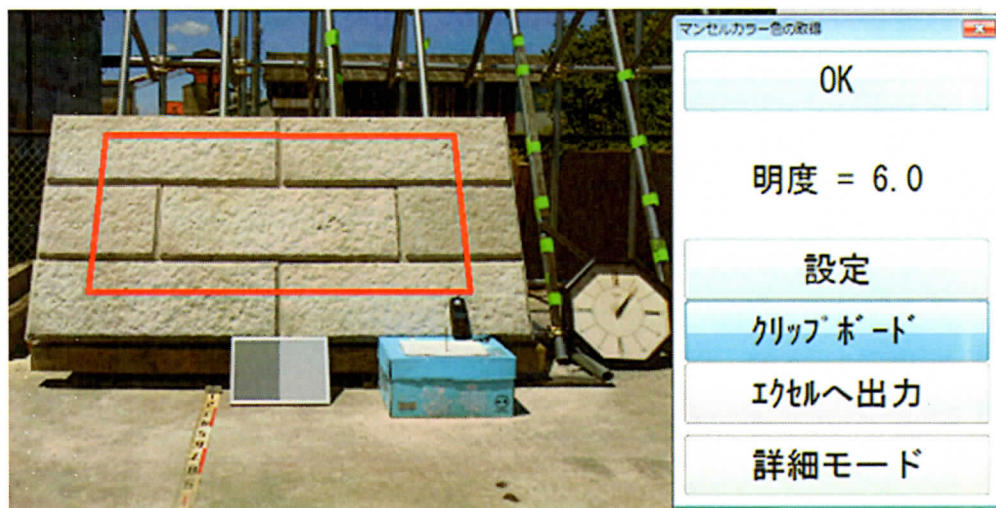 マンセルカラー色の取得
OK
明度 = 6.0
設定
クリップボード
エクセルへ出力
詳細モード